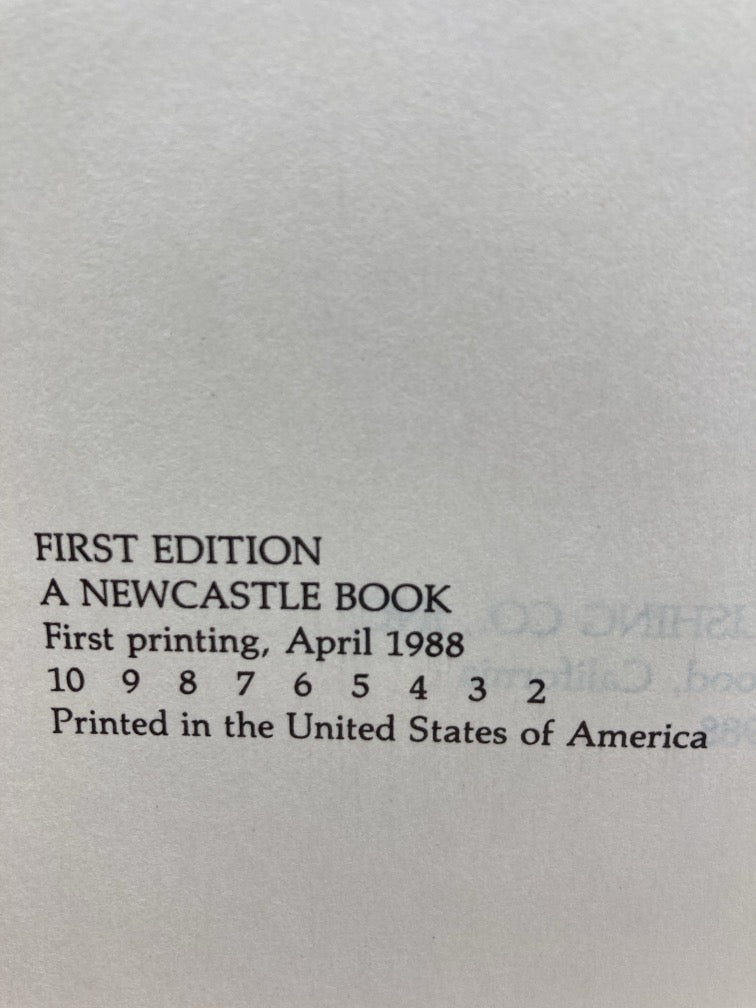 FIRST EDITION
A NEWCASTLE BOOK
First printing, April 1988
10 9 8 7 6 5 4 3 2
Printed in the United States of America